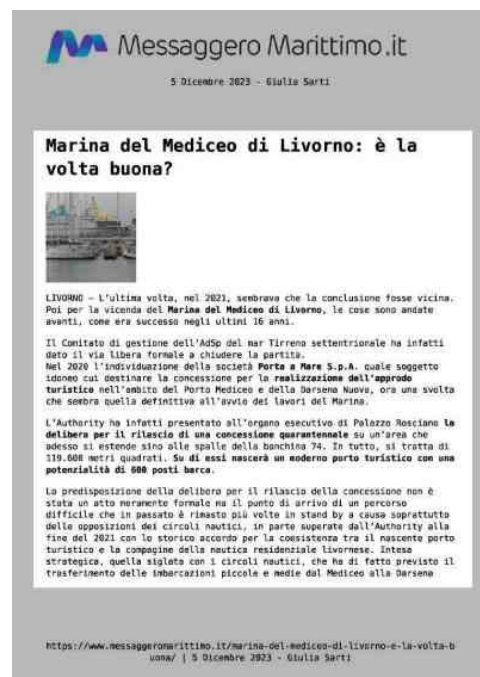 Messaggero Marittimo.it
5 Dicembre 2023 - Giulia Sarti
Marina del Mediceo di Livorno: è la
volta buona?
LIVORNO – L'ultima volta, nel 2021, sembrava che la conclusione fosse vicina.
Poi per la vicenda del Marina del Mediceo di Livorno, le cose sono andate
avanti, come era successo negli ultimi 16 anni.
Il Comitato di gestione dell'AdSp del mar Tirreno settentrionale ha infatti
dato il via libera formale a chiudere la partita.
Nel 2020 l'individuazione della società Porta a Mare S.p.A. quale soggetto
idoneo cui destinare la concessione per la realizzazione dell'approdo
turistico nell'ambito del Porto Mediceo e della Darsena Nuova, ora una svolta
che sembra quella definitiva all'avvio dei lavori del Marina.
L'Authority ha infatti presentato all'organo esecutivo di Palazzo Rosciano la
delibera per il rilascio di una concessione quarantennale su un'area che
adesso si estende sino alle spalle della banchina 74. In tutto, si tratta di
119.608 metri quadrati. Su di essi nascerà un moderno porto turistico con una
potenzialità di 600 posti barca.
La predisposizione della delibera per il rilascio della concessione non è
stata un atto meramente formale ma il punto di arrivo di un percorso
difficile che in passato è rimasto più volte in stand by a causa soprattutto
delle opposizioni dei circoli nautici, in parte superate dall'Authority alla
fine del 2021 con lo storico accordo per la coesistenza tra il nascente porto
turistico e la compagine della nautica residenziale livornese. Intesa
strategica, quella siglata con i circoli nautici, che ha di fatto previsto il
trasferimento delle imbarcazioni piccole e medie dal Mediceo alla Darsena
https://www.messaggeromarittimo.it/marina-del-mediceo-di-livorno-e-la-volta-b
uona/ | 5 Dicembre 2023 - Giulia Sarti